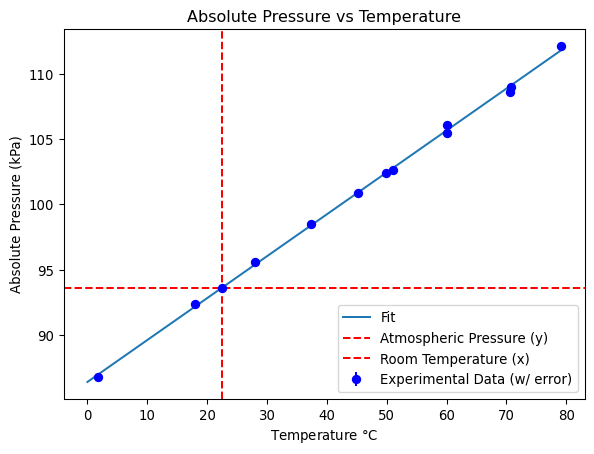 Absolute Pressure vs Temperature
Absolute Pressure (kPa)
110
105
100
95
90
Fit
Atmospheric Pressure (y)
Room Temperature (x)
Experimental Data (w/ error)
0 10 20 30 40 50 60 70 80
Temperature °C